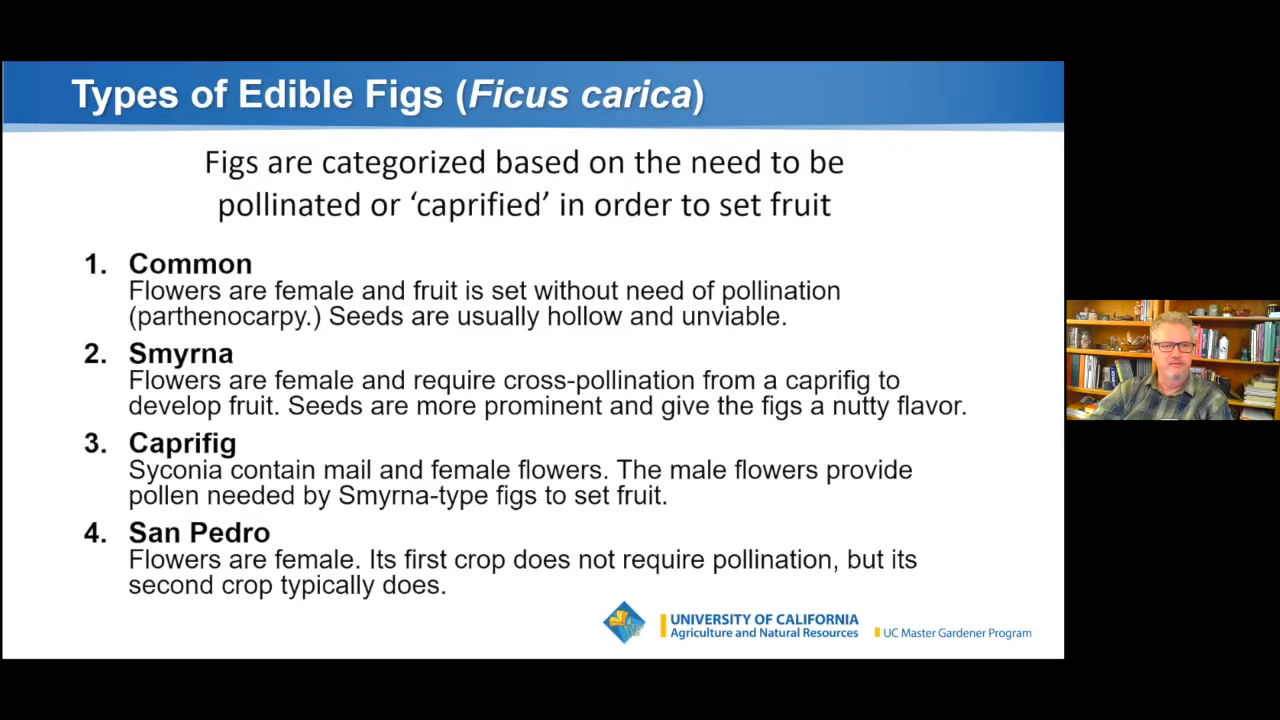 Types of Edible Figs (Ficus carica)
Figs are categorized based on the need to be
pollinated or ‘caprified’ in order to set fruit
1. Common
Flowers are female and fruit is set without need of pollination
(parthenocarpy.) Seeds are usually hollow and unviable.
2. Smyrna
Flowers are female and require cross-pollination from a caprifig to
develop fruit. Seeds are more prominent and give the figs a nutty flavor.
3. Caprifig
Syconia contain mail and female flowers. The male flowers provide
pollen needed by Smyrna-type figs to set fruit.
4. San Pedro
Flowers are female. Its first crop does not require pollination, but its
second crop typically does.
UNIVERSITY OF CALIFORNIA
Agriculture and Natural Resources
UC Master Gardener Program